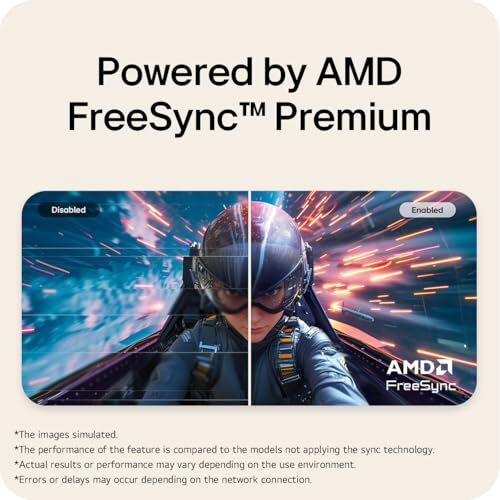 Powered by AMD
FreeSync™ Premium
Disabled
Enabled
AMD
FreeSync
*The images simulated.
*The performance of the feature is compared to the models not applying the sync technology.
*Actual results or performance may vary depending on the use environment.
*Errors or delays may occur depending on the network connection.